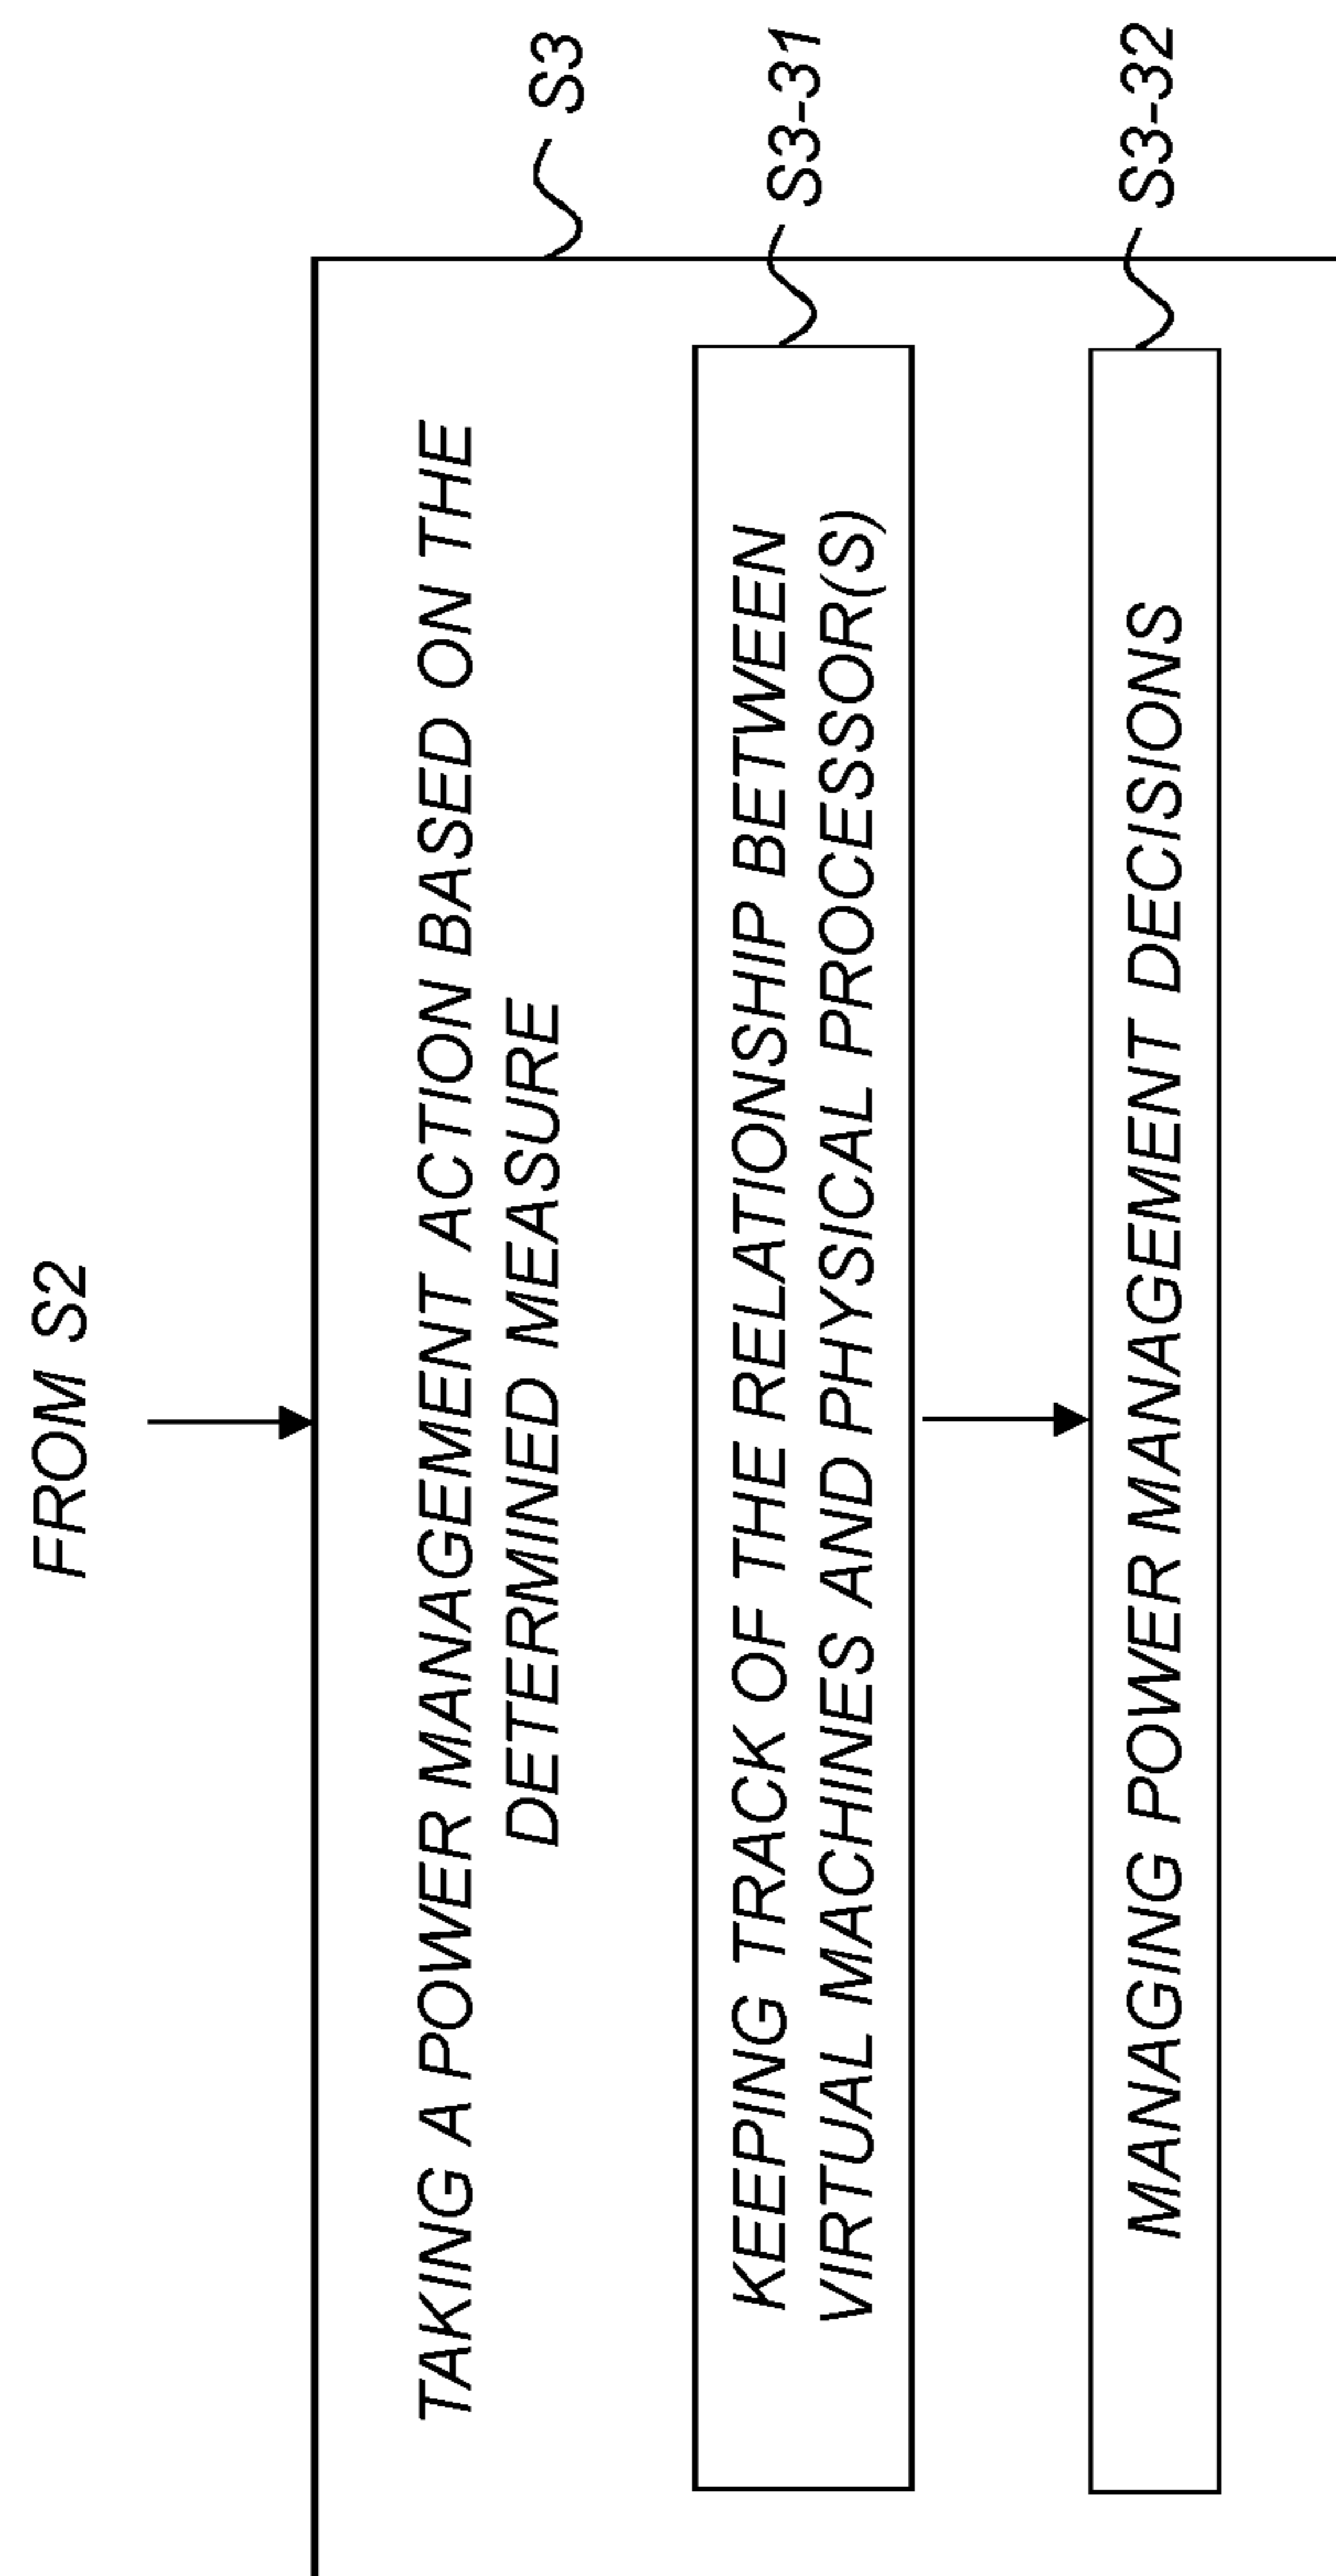 FROM S2
S3
TAKING A POWER MANAGEMENT ACTION BASED ON THE
DETERMINED MEASURE
S3-31
KEEPING TRACK OF THE RELATIONSHIP BETWEEN
VIRTUAL MACHINES AND PHYSICAL PROCESSOR(S)
S3-32
MANAGING POWER MANAGEMENT DECISIONS